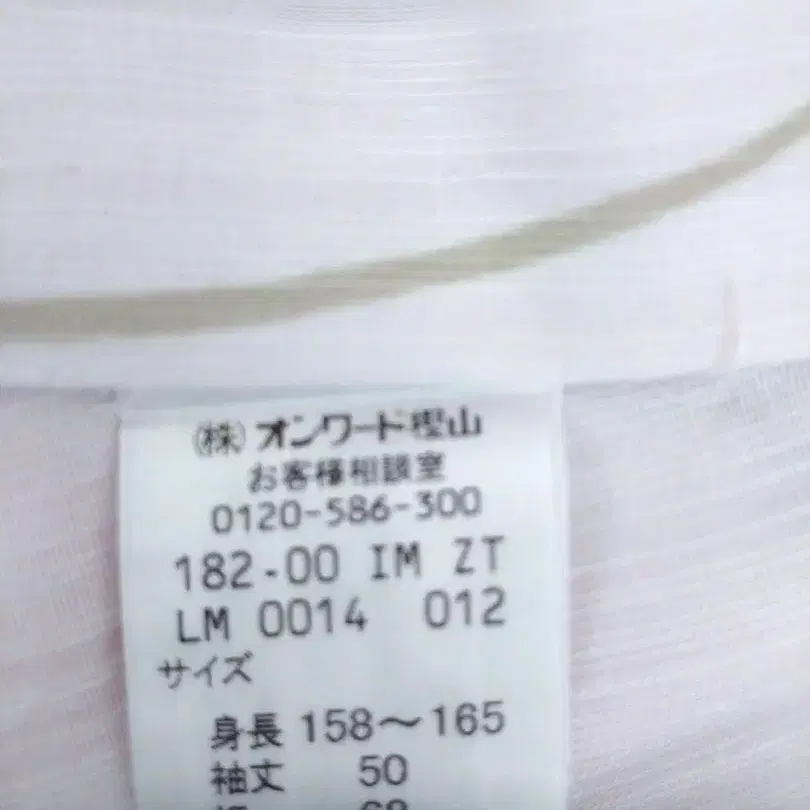 (株)オンワード樫山
お客様相談室
0120-586-300
182-00 IM ZT
LM 0014 012
サイズ
身長 158～165
袖丈 50
68